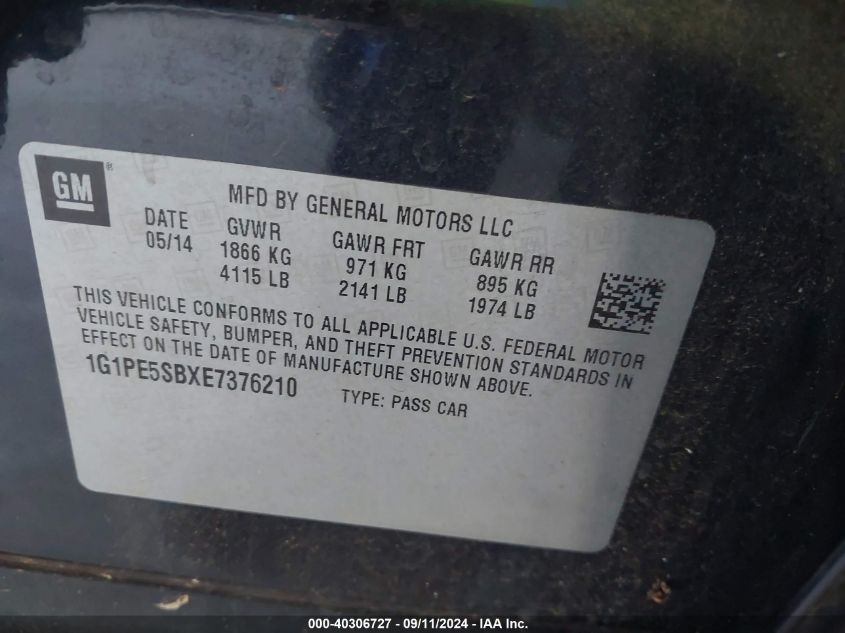 GM®
MFD BY GENERAL MOTORS LLC
DATE GVWR GAWR FRT GAWR RR
05/14 1866 KG 971 KG 895 KG
4115 LB 2141 LB 1974 LB
THIS VEHICLE CONFORMS TO ALL APPLICABLE U.S. FEDERAL MOTOR
VEHICLE SAFETY, BUMPER, AND THEFT PREVENTION STANDARDS IN
EFFECT ON THE DATE OF MANUFACTURE SHOWN ABOVE.
1G1PE5SBXE7376210 TYPE: PASS CAR
000-40306727 - 09/11/2024 - IAA Inc.